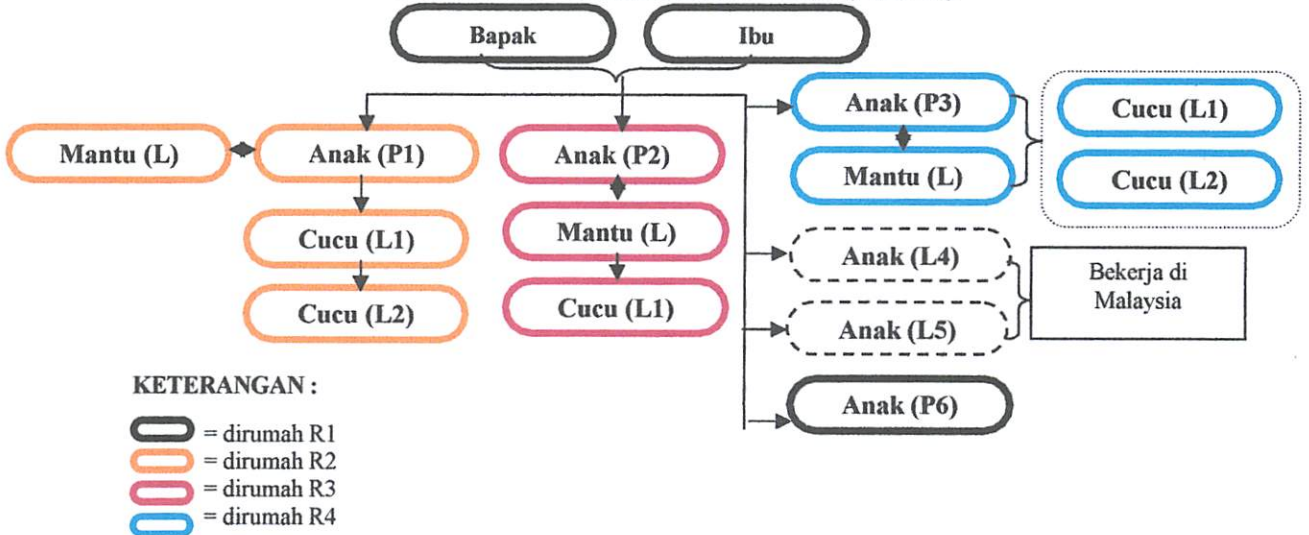 Bapak
Ibu
Mantu (L)
Anak (P1)
Cucu (L1)
Cucu (L2)
Anak (P2)
Mantu (L)
Cucu (L1)
Anak (P3)
Mantu (L)
Cucu (L1)
Cucu (L2)
Anak (L4)
Anak (L5)
Bekerja di
Malaysia
Anak (P6)
KETERANGAN :
= dirumah R1
= dirumah R2
= dirumah R3
= dirumah R4